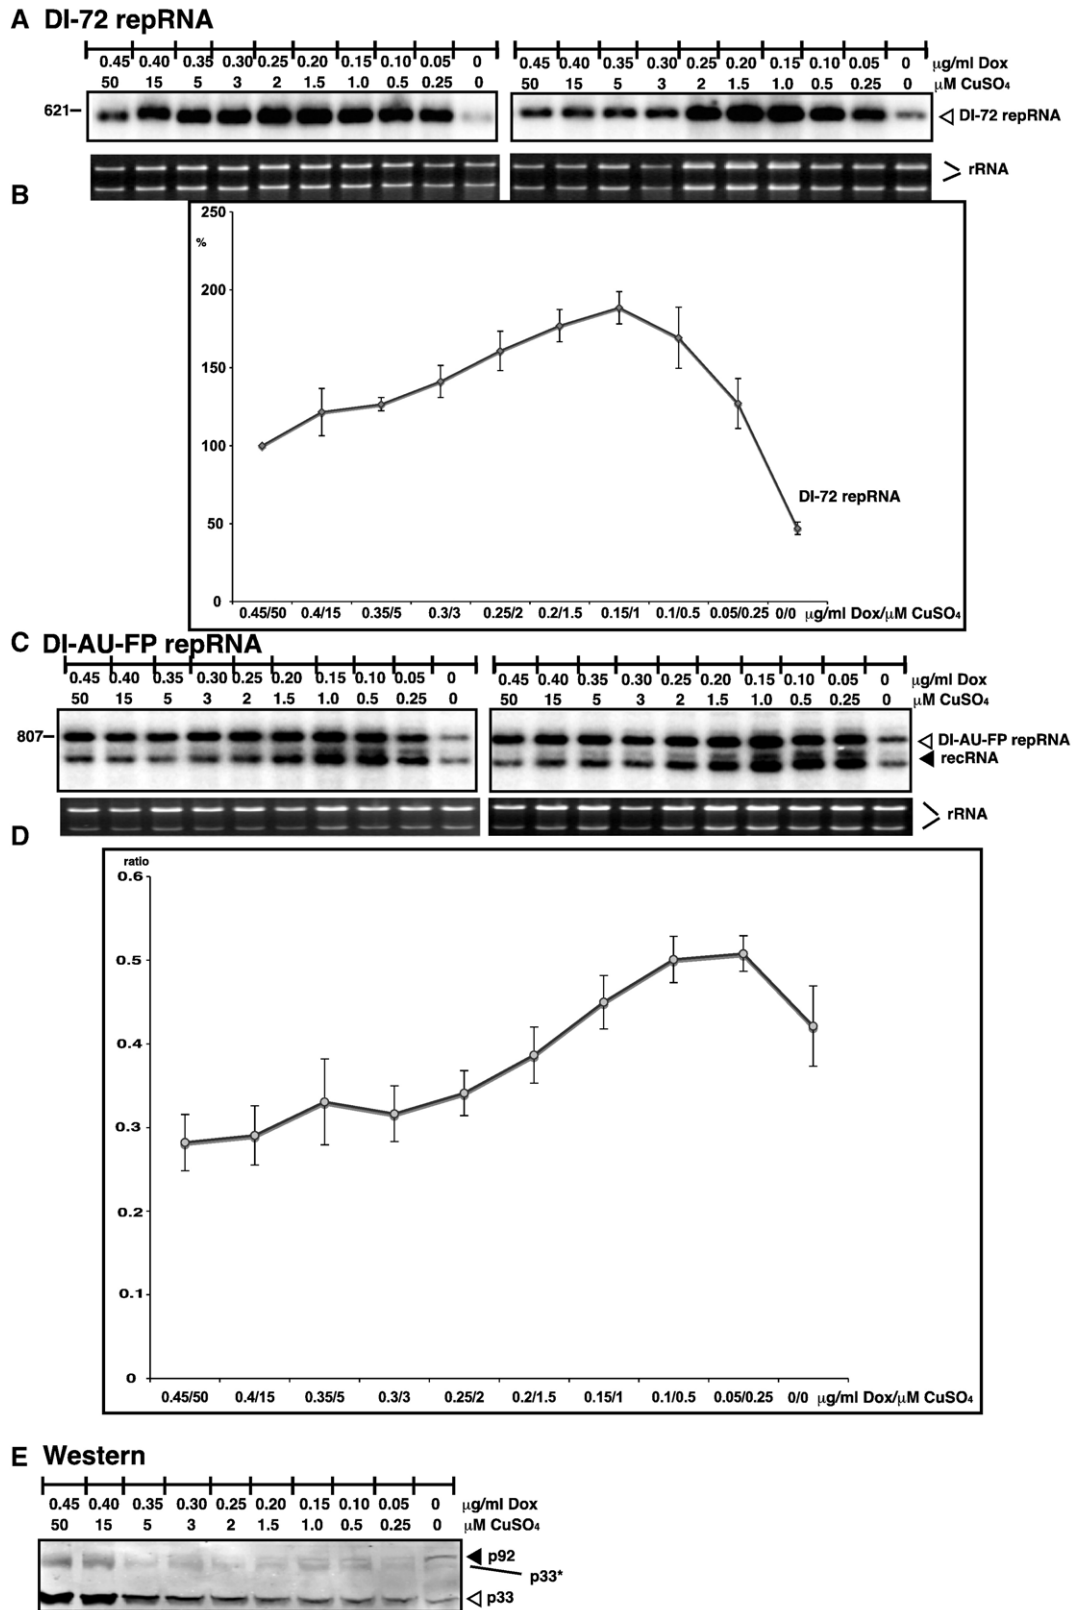 A DI-72 repRNA
0.45 0.40 0.35 0.30 0.25 0.20 0.15 0.10 0.05 0 0.45 0.40 0.35 0.30 0.25 0.20 0.15 0.10 0.05 0 µg/ml Dox
50 15 5 3 2 1.5 1.0 0.5 0.25 0 50 15 5 3 2 1.5 1.0 0.5 0.25 0 µM CuSO₄
621 DI-72 repRNA
rRNA
B
250
%
200
150
100
DI-72 repRNA
50
0
0.45/50 0.4/15 0.35/5 0.3/3 0.25/2 0.2/1.5 0.15/1 0.1/0.5 0.05/0.25 0/0 µg/ml Dox/µM CuSO₄
C DI-AU-FP repRNA
0.45 0.40 0.35 0.30 0.25 0.20 0.15 0.10 0.05 0 0.45 0.40 0.35 0.30 0.25 0.20 0.15 0.10 0.05 0 µg/ml Dox
50 15 5 3 2 1.5 1.0 0.5 0.25 0 50 15 5 3 2 1.5 1.0 0.5 0.25 0 µM CuSO₄
807 DI-AU-FP repRNA
recRNA
rRNA
D
ratio
0.6
0.5
0.4
0.3
0.2
0.1
0
0.45/50 0.4/15 0.35/5 0.3/3 0.25/2 0.2/1.5 0.15/1 0.1/0.5 0.05/0.25 0/0 µg/ml Dox/µM CuSO₄
E Western
0.45 0.40 0.35 0.30 0.25 0.20 0.15 0.10 0.05 0 µg/ml Dox
50 15 5 3 2 1.5 1.0 0.5 0.25 0 µM CuSO₄
p92
p33*
p33